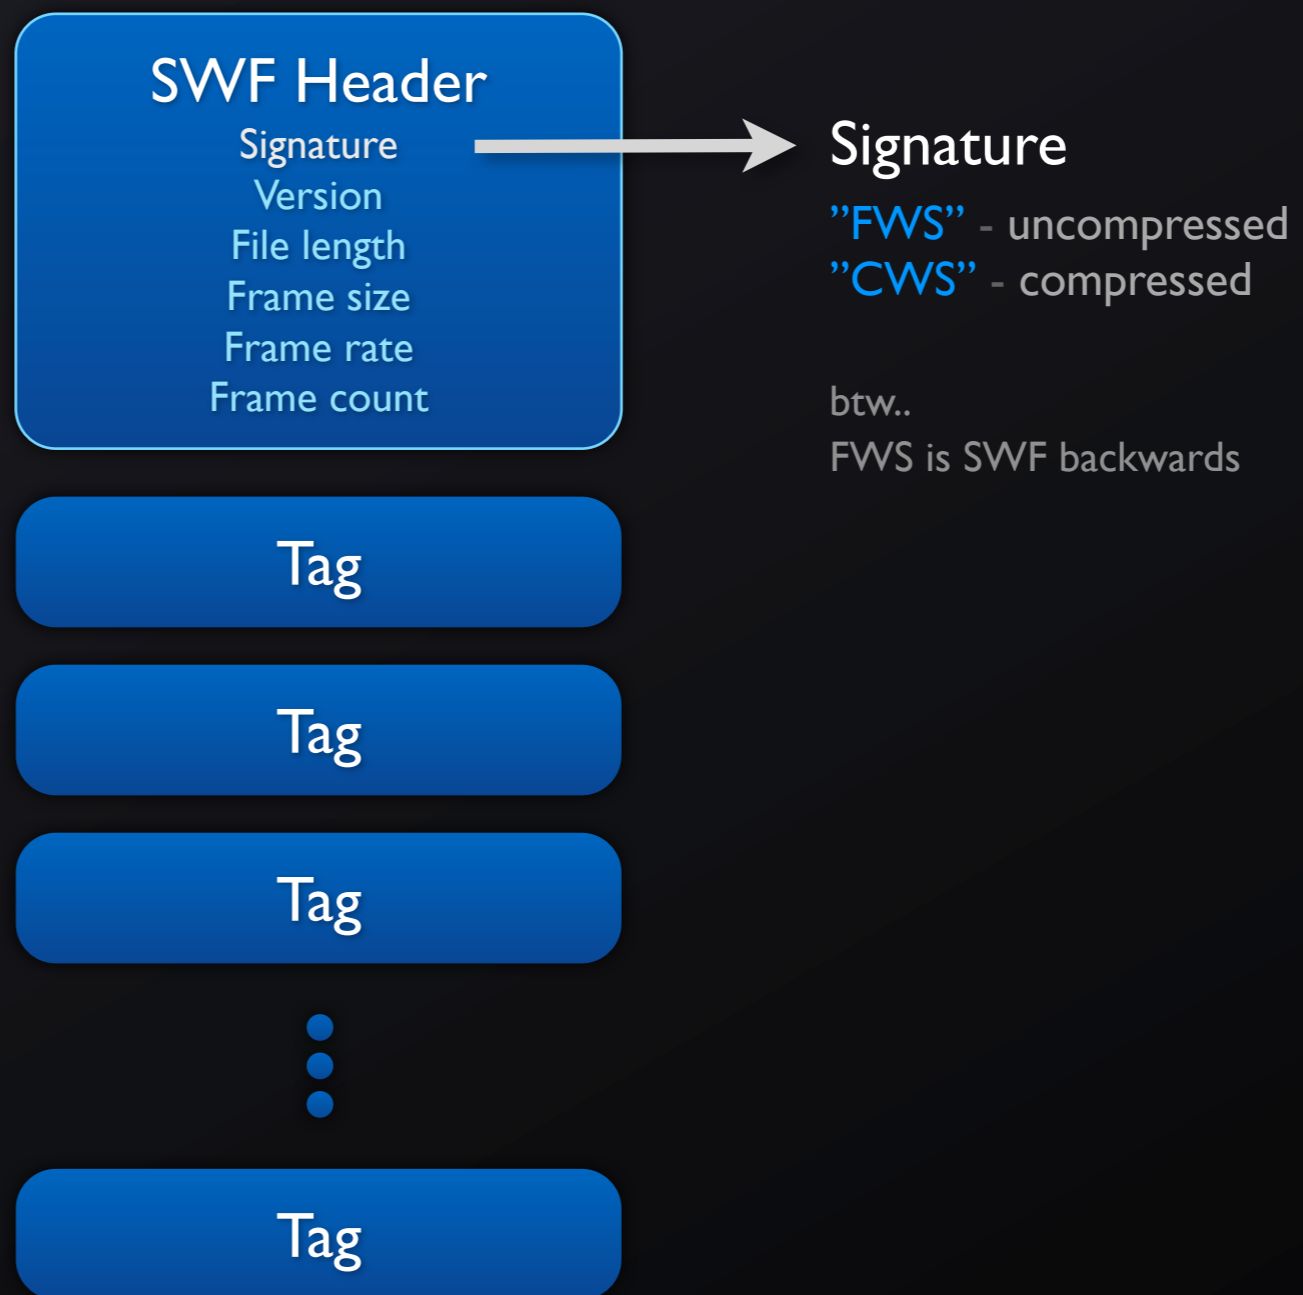 SWF Header
Signature
Version
File length
Frame size
Frame rate
Frame count
Signature
”FWS” - uncompressed
”CWS” - compressed
btw..
FWS is SWF backwards
Tag
Tag
Tag
Tag